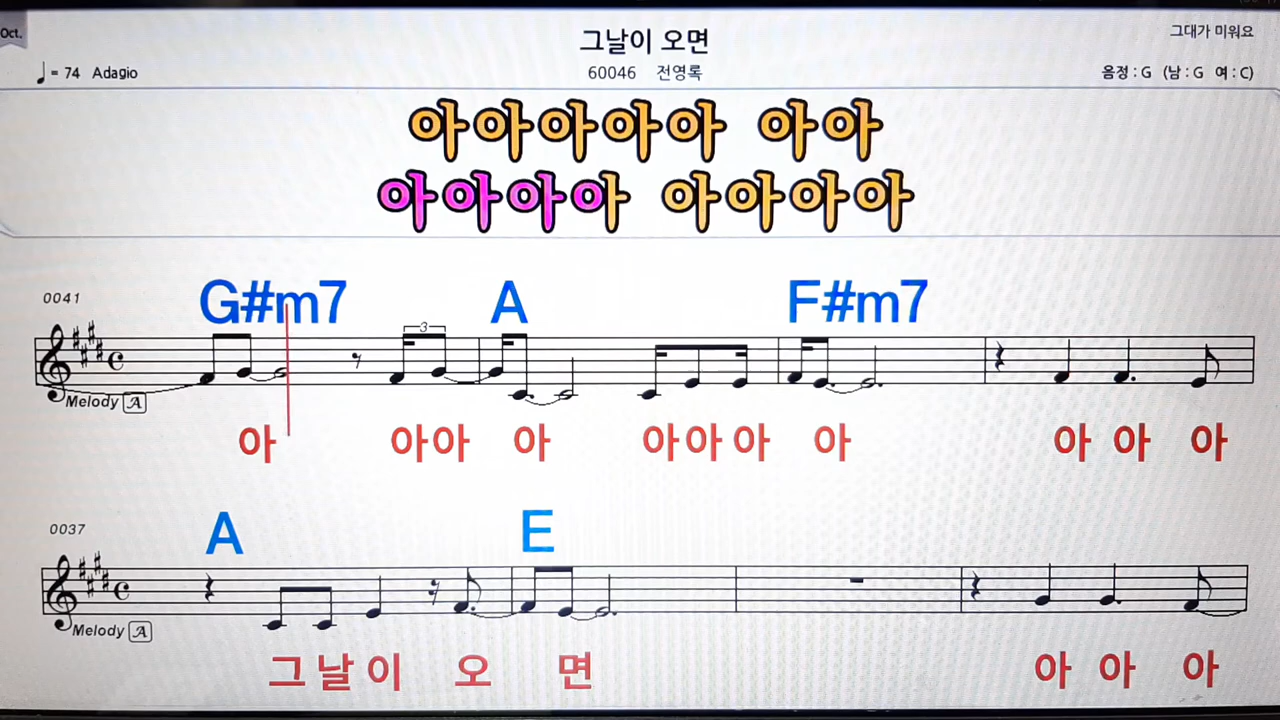 Oct.
그날이 오면
그대가 미워요
♩ = 74 Adagio
60046 전영록
음정 : G (남 : G 여 : C)
아아아아아 아아
아아아아 아아아아
0041
G#m7 A F#m7
3
Melody A
아 아아 아 아아아 아 아 아 아
0037
A E
Melody A
그날이 오 면 아 아 아